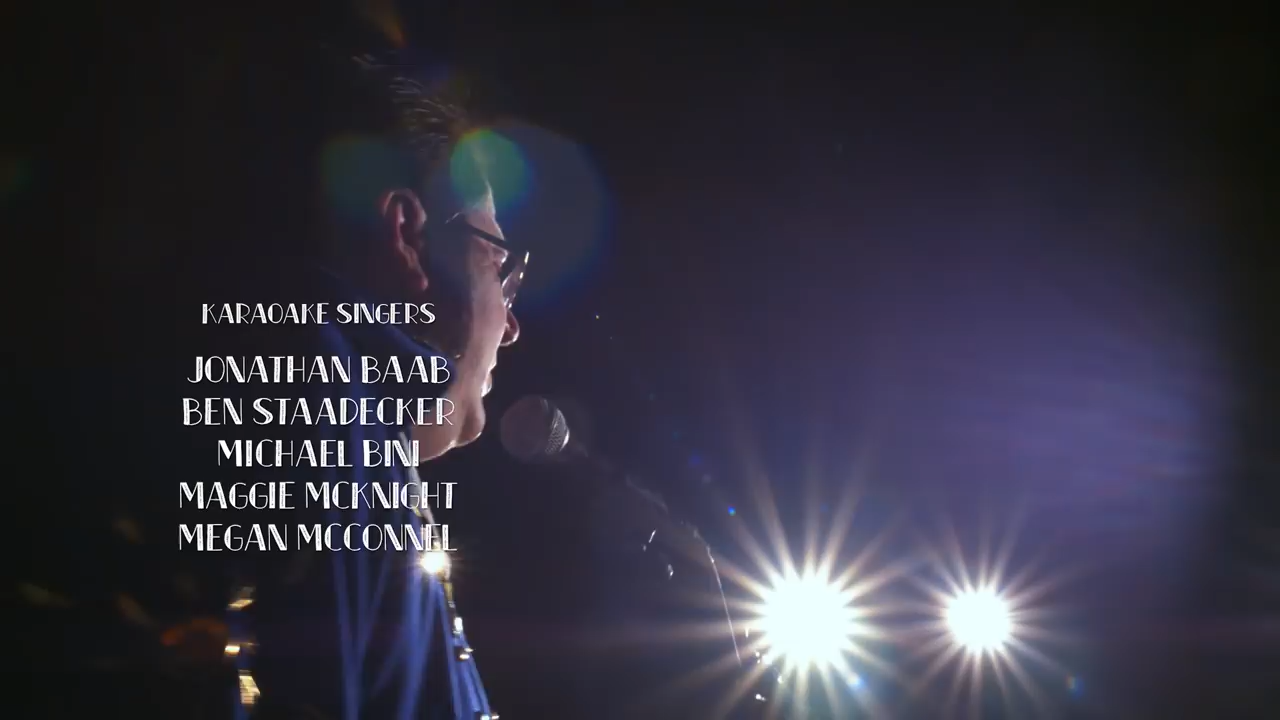 KARAOAKE SINGERS
JONATHAN BAAB
BEN STAADECKER
MICHAEL BINI
MAGGIE MCKNIGHT
MEGAN MCCONNEL